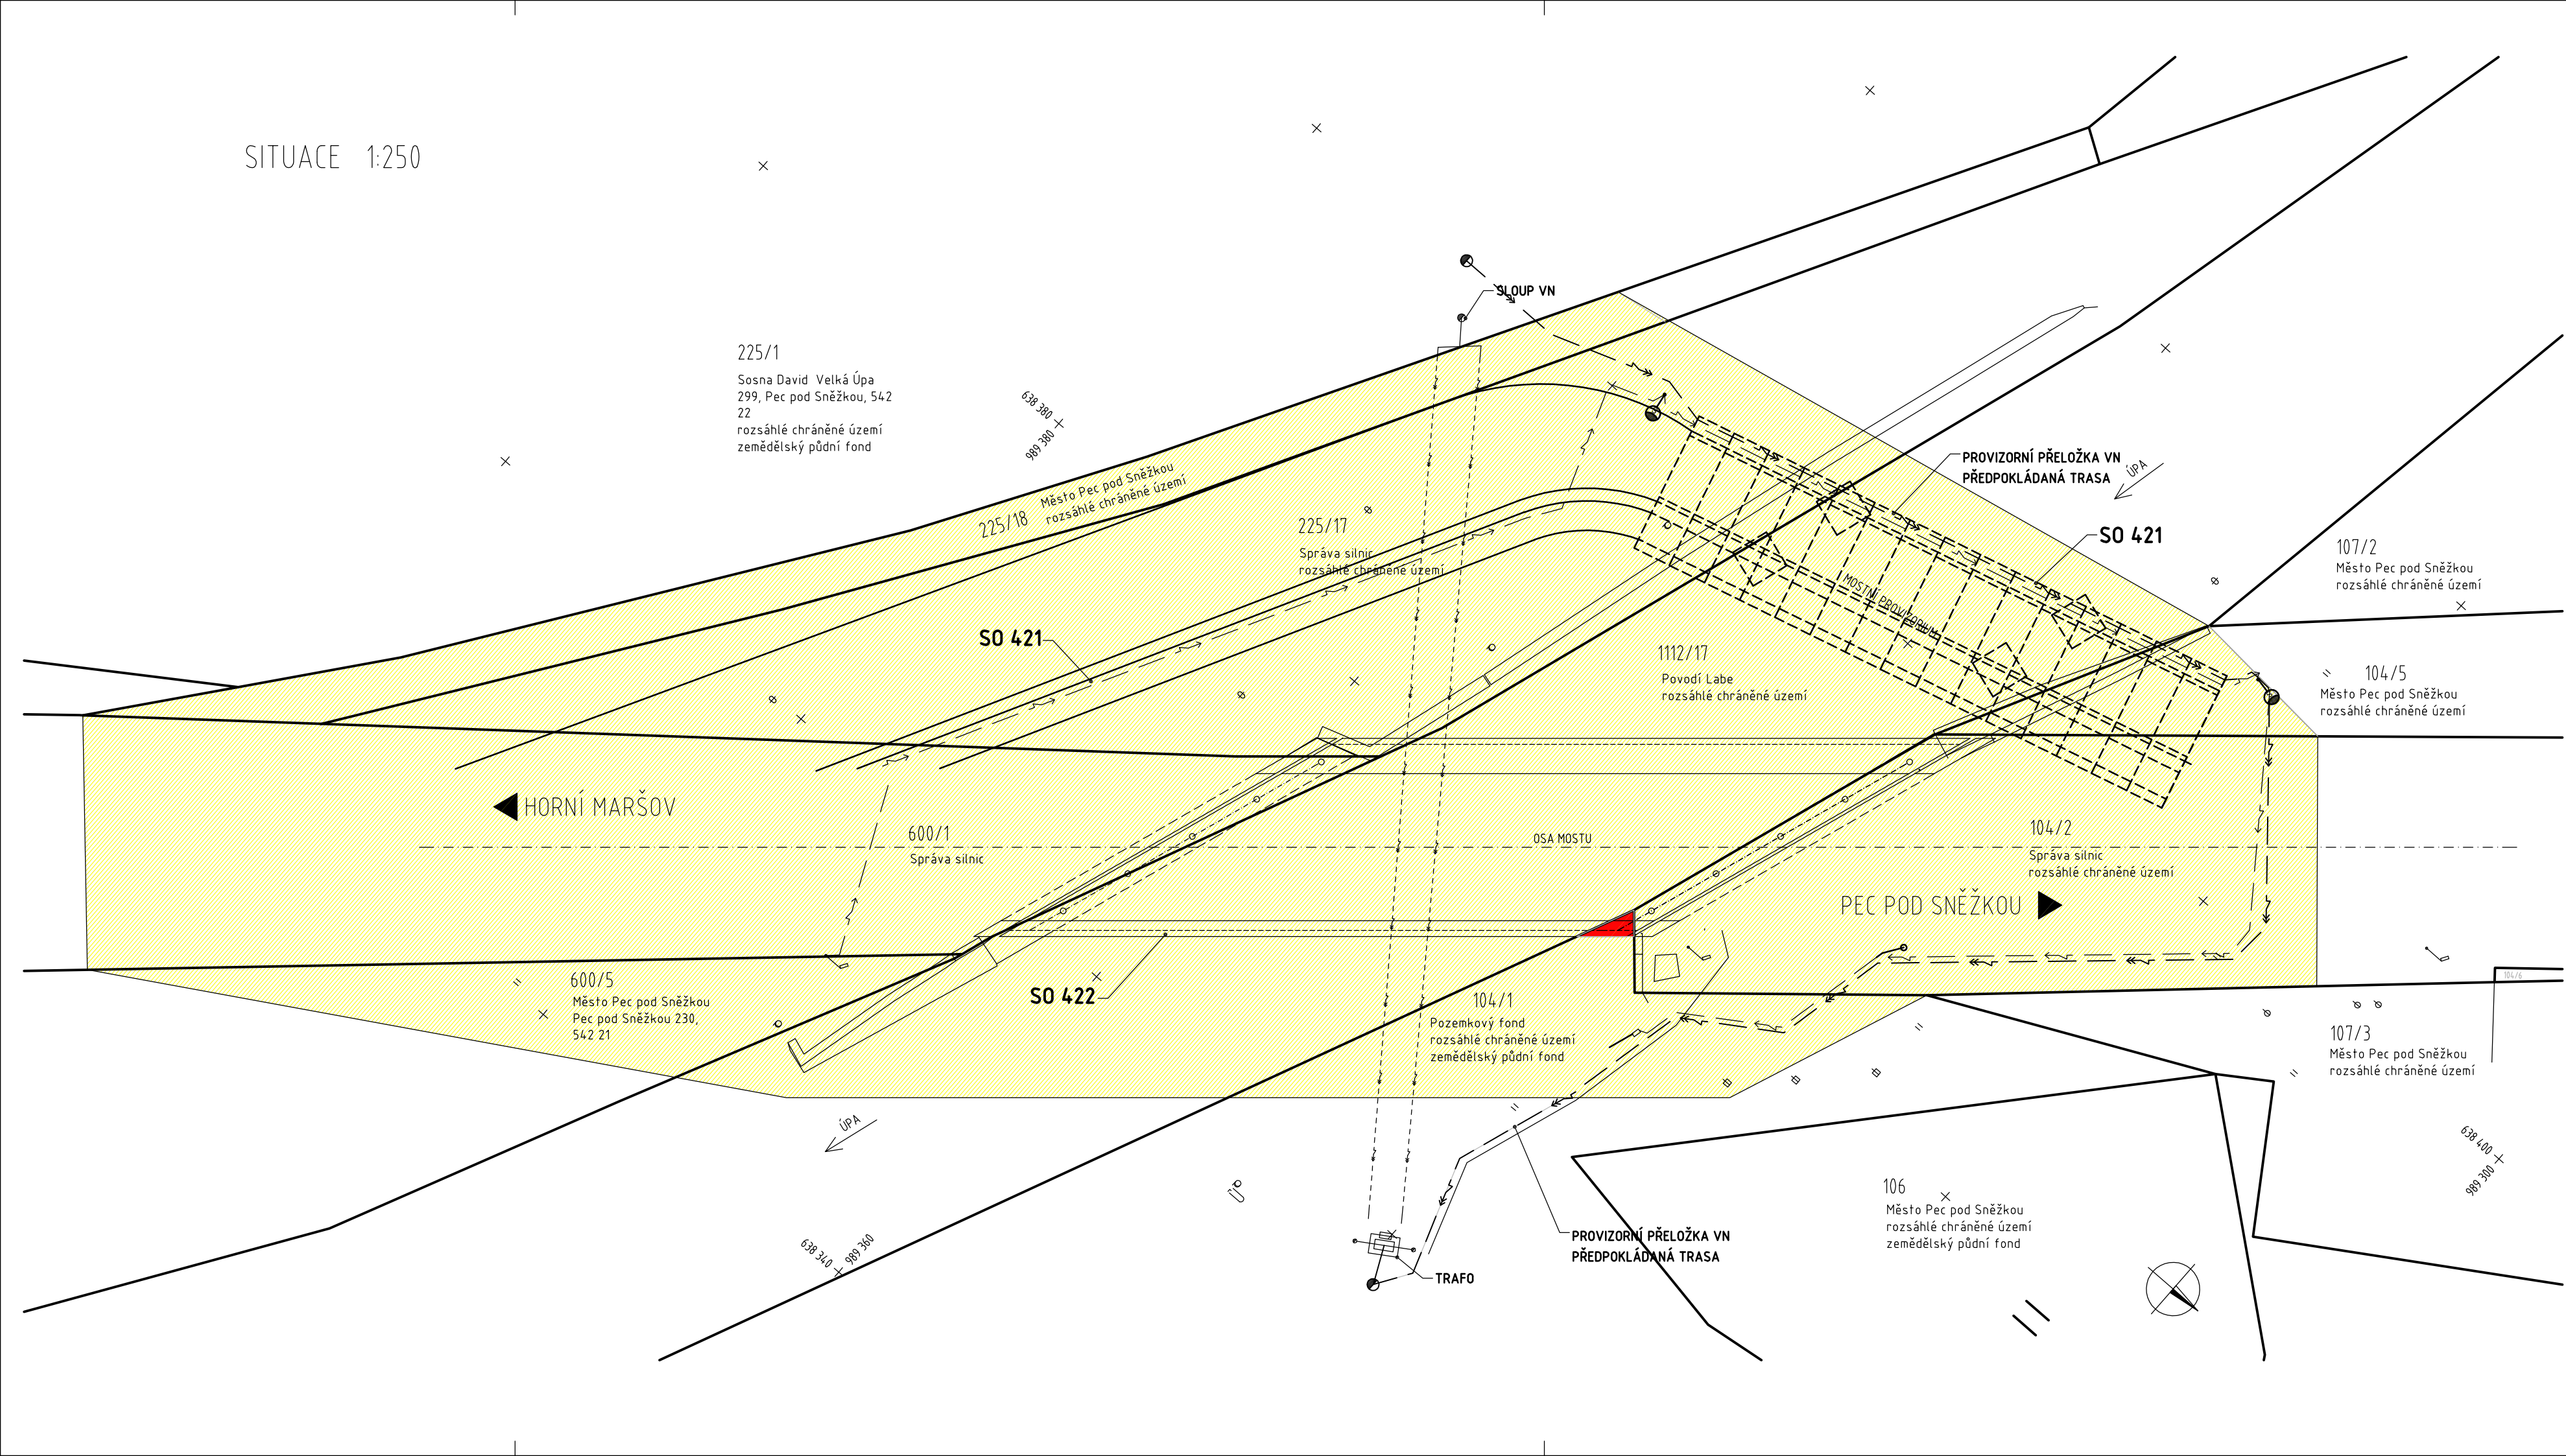 SITUACE 1:250
SLOUP VN
225/1
Sosna David Velká Úpa
299, Pec pod Sněžkou, 542
22
rozsáhlé chráněné území
zemědělský půdní fond
638 380
989 380
225/18
Město Pec pod Sněžkou
rozsáhlé chráněné území
225/17
Správa silnic
rozsáhlé chráněné území
PROVIZORNÍ PŘELOŽKA VN
PŘEDPOKLÁDANÁ TRASA
ÚPA
SO 421
107/2
Město Pec pod Sněžkou
rozsáhlé chráněné území
MOSTNÍ PROVIZORIUM
SO 421
1112/17
Povodí Labe
rozsáhlé chráněné území
104/5
Město Pec pod Sněžkou
rozsáhlé chráněné území
HORNÍ MARŠOV
600/1
Správa silnic
OSA MOSTU
104/2
Správa silnic
rozsáhlé chráněné území
PEC POD SNĚŽKOU
600/5
Město Pec pod Sněžkou
Pec pod Sněžkou 230,
542 21
SO 422
104/1
Pozemkový fond
rozsáhlé chráněné území
zemědělský půdní fond
104/6
107/3
Město Pec pod Sněžkou
rozsáhlé chráněné území
ÚPA
638 400
989 300
106
Město Pec pod Sněžkou
rozsáhlé chráněné území
zemědělský půdní fond
638 340
989 360
PROVIZORNÍ PŘELOŽKA VN
PŘEDPOKLÁDANÁ TRASA
TRAFO